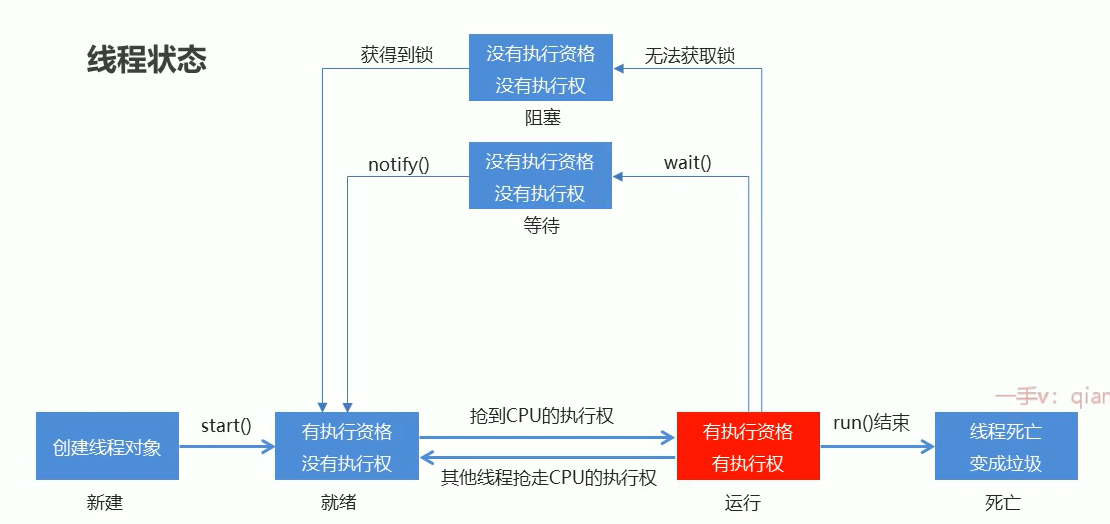 线程状态
获得到锁
没有执行资格
没有执行权
无法获取锁
阻塞
notify()
没有执行资格
没有执行权
wait()
等待
一手v：qian
创建线程对象
start()
有执行资格
没有执行权
抢到CPU的执行权
其他线程抢走CPU的执行权
有执行资格
有执行权
run()结束
线程死亡
变成垃圾
新建
就绪
运行
死亡